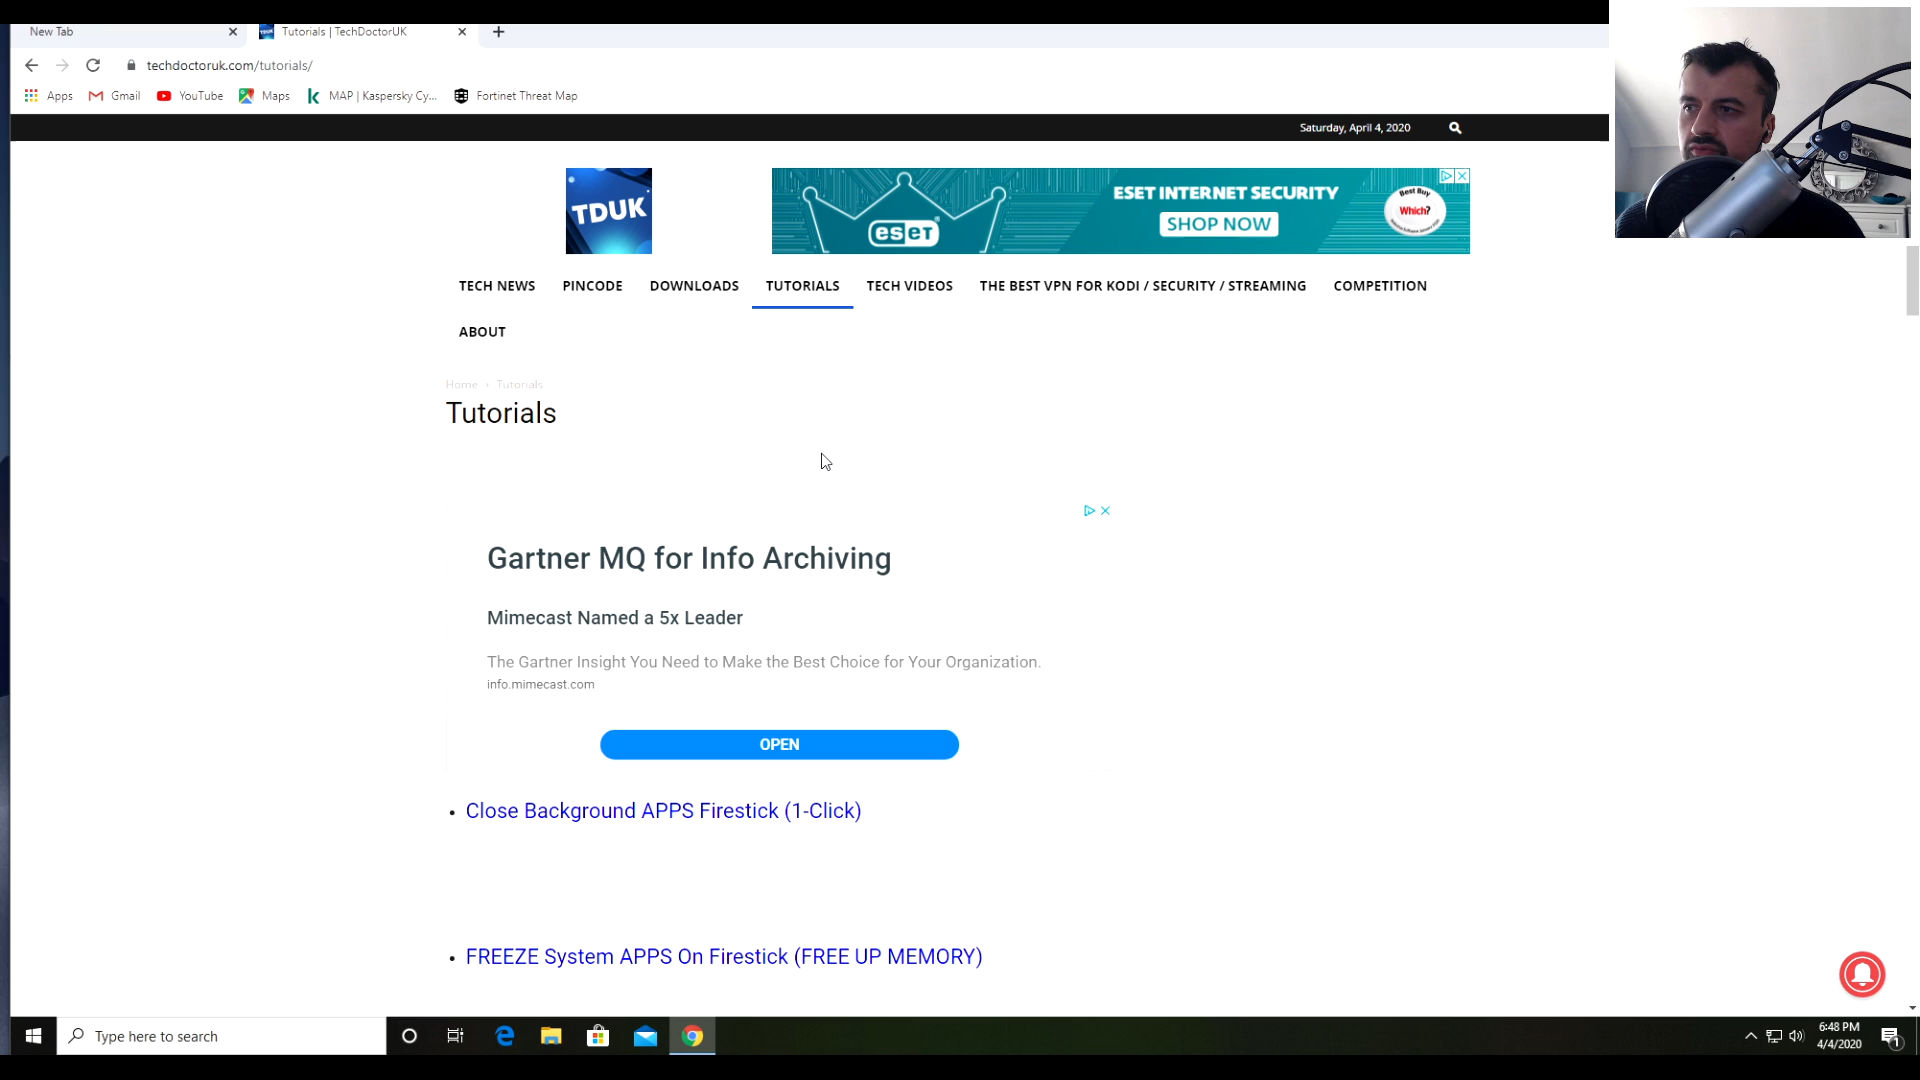 New Tab
Tutorials | TechDoctorUK
techdoctoruk.com/tutorials/
Apps
Gmail
YouTube
Maps
MAP | Kaspersky Cy...
Fortinet Threat Map
Saturday, April 4, 2020
TDUK
eset
ESET INTERNET SECURITY
SHOP NOW
Best Buy
Which?
TECH NEWS
PINCODE
DOWNLOADS
TUTORIALS
TECH VIDEOS
THE BEST VPN FOR KODI / SECURITY / STREAMING
COMPETITION
ABOUT
Home › Tutorials
Tutorials
Gartner MQ for Info Archiving
Mimecast Named a 5x Leader
The Gartner Insight You Need to Make the Best Choice for Your Organization.
info.mimecast.com
OPEN
• Close Background APPS Firestick (1-Click)
• FREEZE System APPS On Firestick (FREE UP MEMORY)
Type here to search
6:48 PM
4/4/2020
1